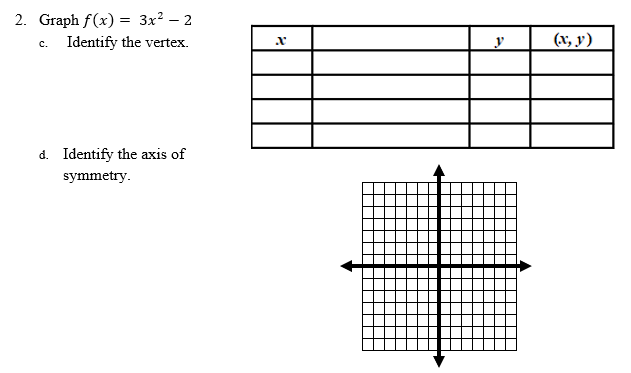 2. Graph f(x) = 3x² – 2
c. Identify the vertex.
x y (x, y)
d. Identify the axis of
symmetry.